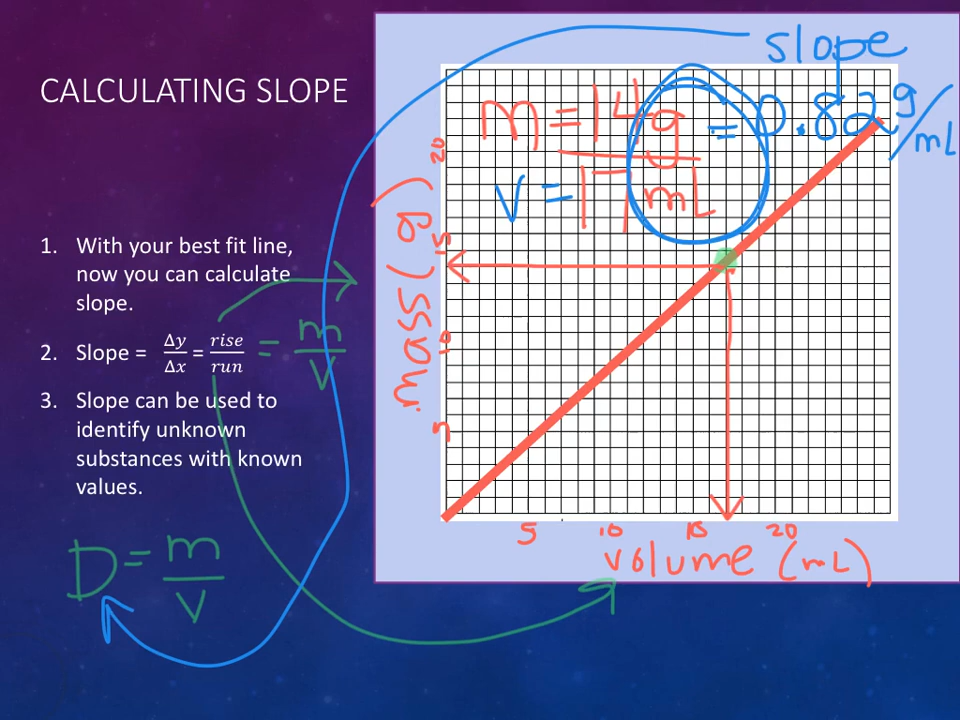 CALCULATING SLOPE
1. With your best fit line,
now you can calculate
slope.
2. Slope = Δy/Δx = rise/run = m/V
3. Slope can be used to
identify unknown
substances with known
values.
D = m/V
slope
m = 14g = 0.82 g/mL
V = 17 mL
mass (g)
20
15
10
5
5 10 15 20
volume (mL)